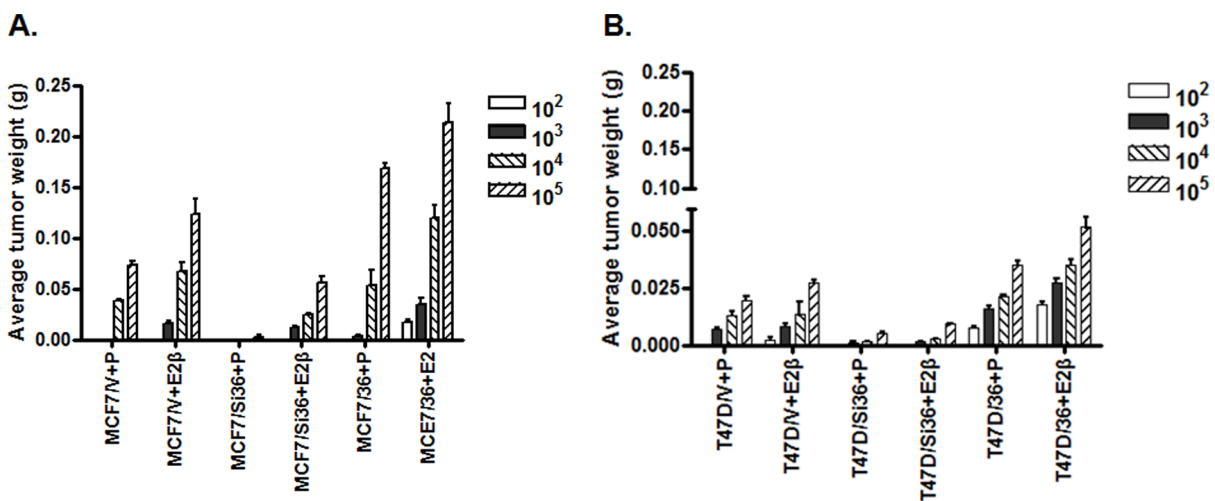 A.
Average tumor weight (g)
0.25
0.20
0.15
0.10
0.05
0.00
10²
10³
10⁴
10⁵
MCF7/V+P
MCF7/V+E2β
MCF7/Si36+P
MCF7/Si36+E2β
MCF7/36+P
MCE7/36+E2
B.
Average tumor weight (g)
0.25
0.20
0.15
0.10
0.050
0.025
0.000
10²
10³
10⁴
10⁵
T47D/V+P
T47D/V+E2β
T47D/Si36+P
T47D/Si36+E2β
T47D/36+P
T47D/36+E2β